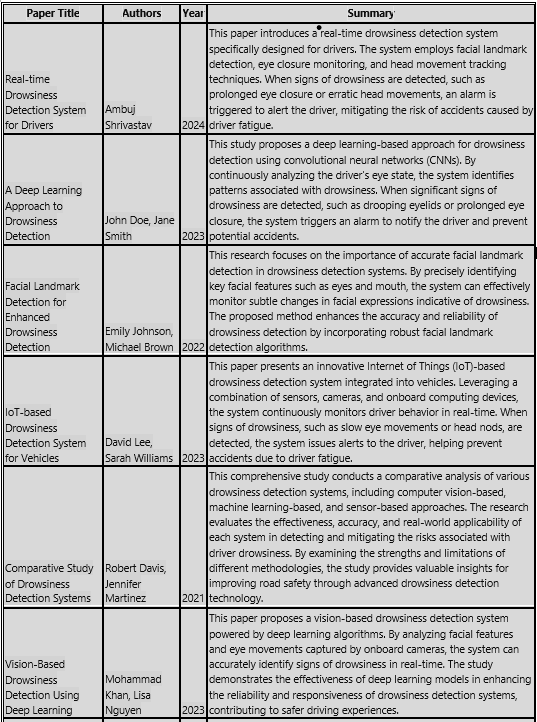 Paper Title Authors Year Summary
Real-time
Drowsiness
Detection System
for Drivers
Ambuj
Shrivastav
2024
This paper introduces a real-time drowsiness detection system
specifically designed for drivers. The system employs facial landmark
detection, eye closure monitoring, and head movement tracking
techniques. When signs of drowsiness are detected, such as
prolonged eye closure or erratic head movements, an alarm is
triggered to alert the driver, mitigating the risk of accidents caused by
driver fatigue.
A Deep Learning
Approach to
Drowsiness
Detection
John Doe, Jane
Smith
2023
This study proposes a deep learning-based approach for drowsiness
detection using convolutional neural networks (CNNs). By
continuously analyzing the driver's eye state, the system identifies
patterns associated with drowsiness. When significant signs of
drowsiness are detected, such as drooping eyelids or prolonged eye
closure, the system triggers an alarm to notify the driver and prevent
potential accidents.
Facial Landmark
Detection for
Enhanced
Drowsiness
Detection
Emily Johnson,
Michael Brown
2022
This research focuses on the importance of accurate facial landmark
detection in drowsiness detection systems. By precisely identifying
key facial features such as eyes and mouth, the system can effectively
monitor subtle changes in facial expressions indicative of drowsiness.
The proposed method enhances the accuracy and reliability of
drowsiness detection by incorporating robust facial landmark
detection algorithms.
IoT-based
Drowsiness
Detection System
for Vehicles
David Lee,
Sarah Williams
2023
This paper presents an innovative Internet of Things (IoT)-based
drowsiness detection system integrated into vehicles. Leveraging a
combination of sensors, cameras, and onboard computing devices,
the system continuously monitors driver behavior in real-time. When
signs of drowsiness, such as slow eye movements or head nods, are
detected, the system issues alerts to the driver, helping prevent
accidents due to driver fatigue.
Comparative Study
of Drowsiness
Detection Systems
Robert Davis,
Jennifer
Martinez
2021
This comprehensive study conducts a comparative analysis of various
drowsiness detection systems, including computer vision-based,
machine learning-based, and sensor-based approaches. The research
evaluates the effectiveness, accuracy, and real-world applicability of
each system in detecting and mitigating the risks associated with
driver drowsiness. By examining the strengths and limitations of
different methodologies, the study provides valuable insights for
improving road safety through advanced drowsiness detection
technology.
Vision-Based
Drowsiness
Detection Using
Deep Learning
Mohammad
Khan, Lisa
Nguyen
2023
This paper proposes a vision-based drowsiness detection system
powered by deep learning algorithms. By analyzing facial features
and eye movements captured by onboard cameras, the system can
accurately identify signs of drowsiness in real-time. The study
demonstrates the effectiveness of deep learning models in enhancing
the reliability and responsiveness of drowsiness detection systems,
contributing to safer driving experiences.